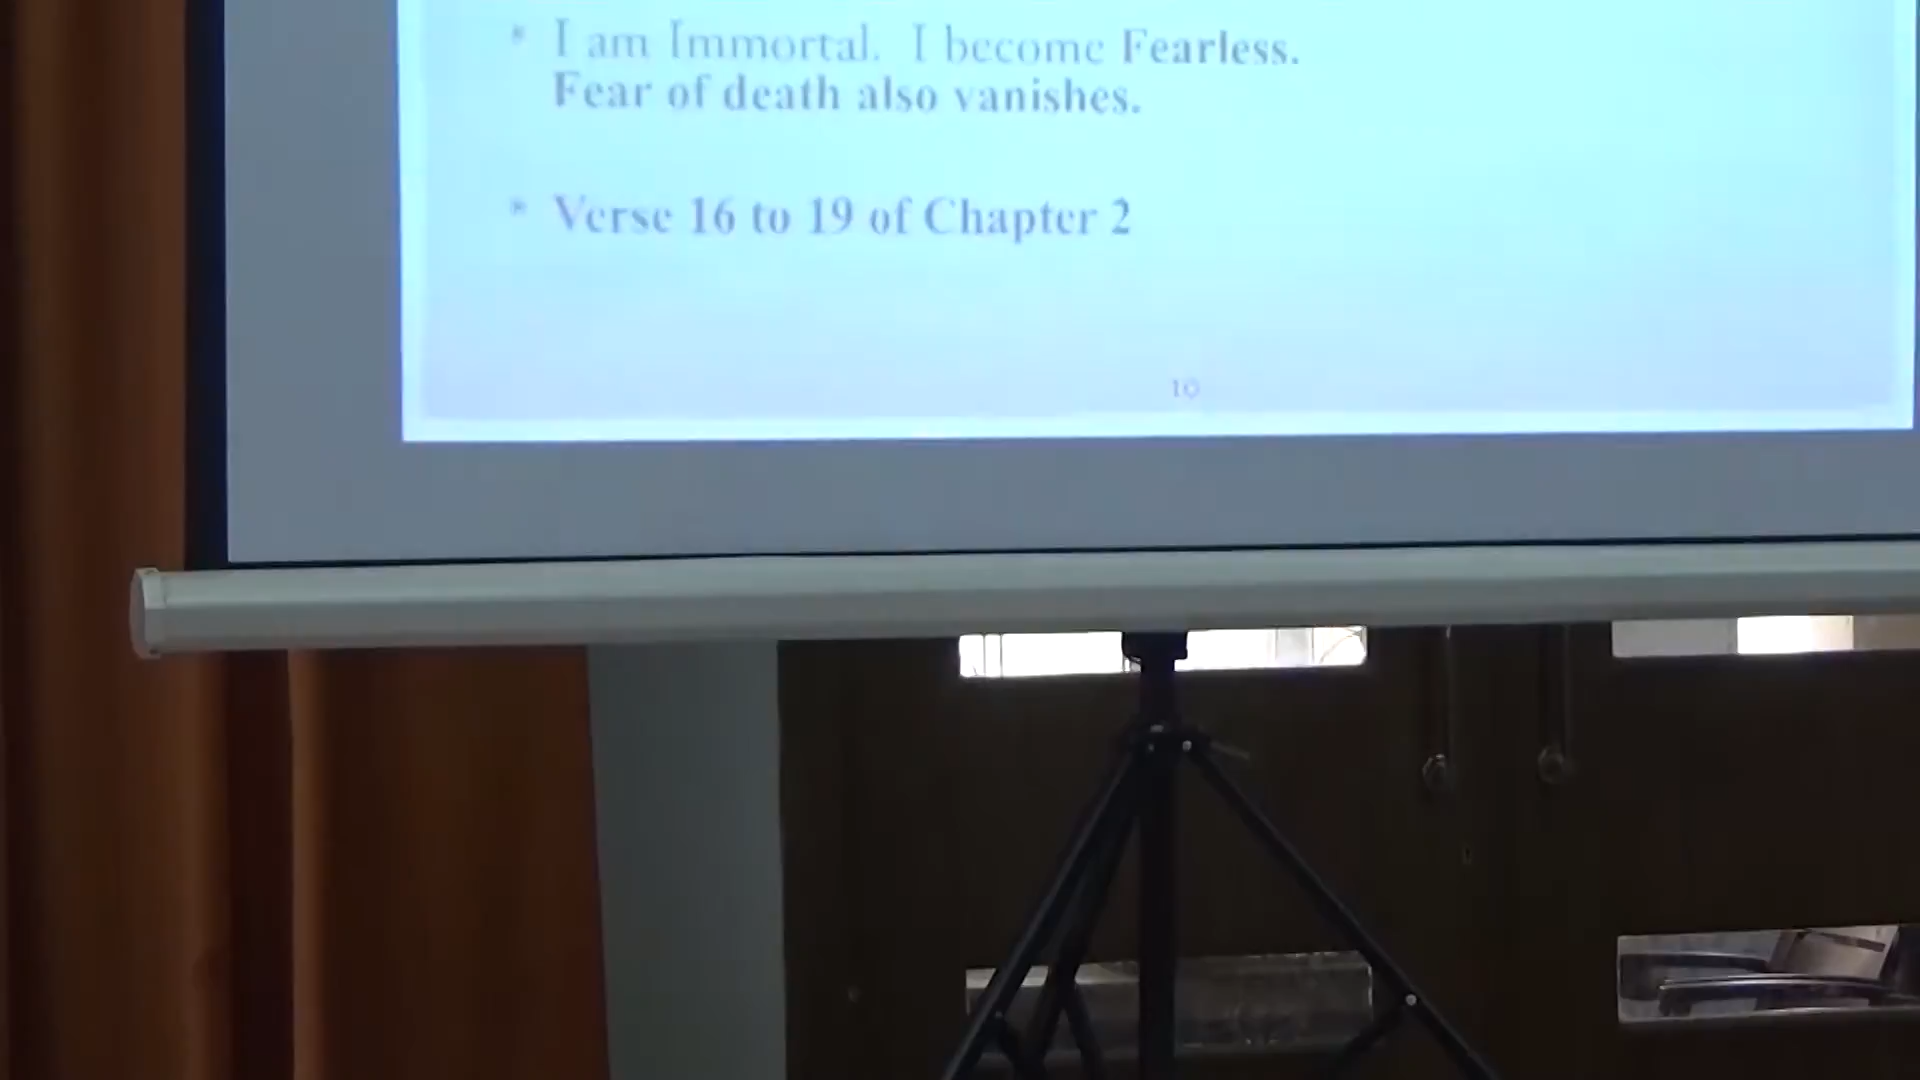 * I am Immortal. I become Fearless.
Fear of death also vanishes.
* Verse 16 to 19 of Chapter 2
10